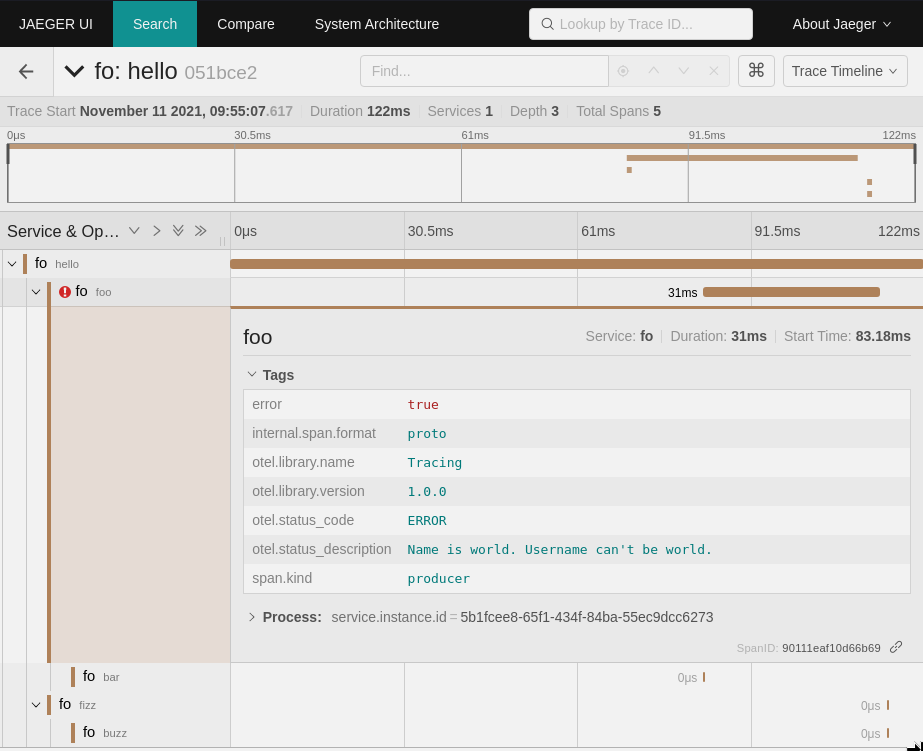 JAEGER UI Search Compare System Architecture Lookup by Trace ID... About Jaeger
fo: hello 051bce2 Find... ⌘ Trace Timeline
Trace Start November 11 2021, 09:55:07.617 Duration 122ms Services 1 Depth 3 Total Spans 5
0μs 30.5ms 61ms 91.5ms 122ms
Service & Op... 0μs 30.5ms 61ms 91.5ms 122ms
fo hello
fo foo 31ms
foo Service: fo Duration: 31ms Start Time: 83.18ms
Tags
error true
internal.span.format proto
otel.library.name Tracing
otel.library.version 1.0.0
otel.status_code ERROR
otel.status_description Name is world. Username can't be world.
span.kind producer
Process: service.instance.id = 5b1fcee8-65f1-434f-84ba-55ec9dcc6273
SpanID: 90111eaf10d66b69
fo bar 0μs
fo fizz 0μs
fo buzz 0μs